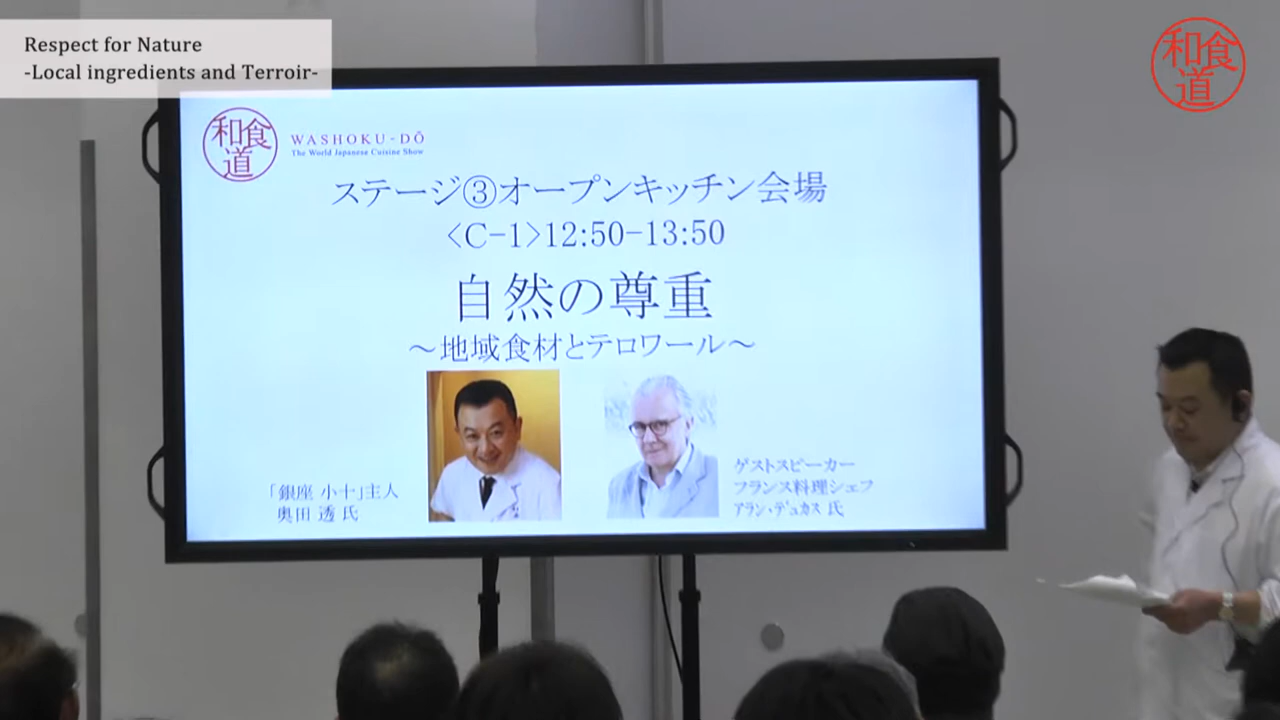 Respect for Nature
-Local ingredients and Terroir-
和食道
和食道
WASHOKU-DŌ
The World Japanese Cuisine Show
ステージ③オープンキッチン会場
<C-1>12:50-13:50
自然の尊重
～地域食材とテロワール～
「銀座 小十」主人
奥田 透 氏
ゲストスピーカー
フランス料理シェフ
アラン・デュカス 氏